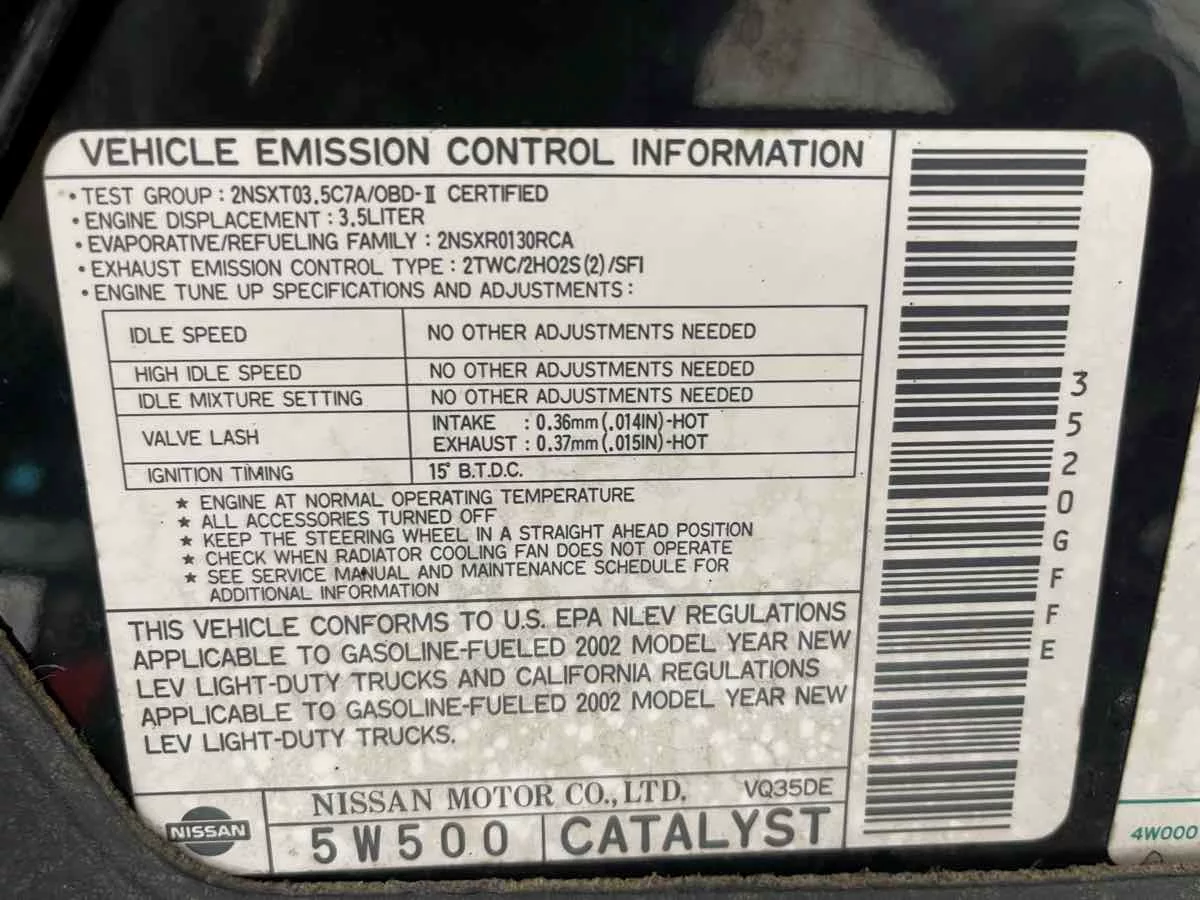 VEHICLE EMISSION CONTROL INFORMATION
• TEST GROUP : 2NSXT03.5C7A/OBD-II CERTIFIED
• ENGINE DISPLACEMENT : 3.5LITER
• EVAPORATIVE/REFUELING FAMILY : 2NSXR0130RCA
• EXHAUST EMISSION CONTROL TYPE : 2TWC/2HO2S(2)/SFI
• ENGINE TUNE UP SPECIFICATIONS AND ADJUSTMENTS :
IDLE SPEED NO OTHER ADJUSTMENTS NEEDED
HIGH IDLE SPEED NO OTHER ADJUSTMENTS NEEDED
IDLE MIXTURE SETTING NO OTHER ADJUSTMENTS NEEDED
VALVE LASH INTAKE : 0.36mm(.014IN)-HOT
EXHAUST : 0.37mm(.015IN)-HOT
IGNITION TIMING 15° B.T.D.C.
★ ENGINE AT NORMAL OPERATING TEMPERATURE
★ ALL ACCESSORIES TURNED OFF
★ KEEP THE STEERING WHEEL IN A STRAIGHT AHEAD POSITION
★ CHECK WHEN RADIATOR COOLING FAN DOES NOT OPERATE
★ SEE SERVICE MANUAL AND MAINTENANCE SCHEDULE FOR
ADDITIONAL INFORMATION
THIS VEHICLE CONFORMS TO U.S. EPA NLEV REGULATIONS
APPLICABLE TO GASOLINE-FUELED 2002 MODEL YEAR NEW
LEV LIGHT-DUTY TRUCKS AND CALIFORNIA REGULATIONS
APPLICABLE TO GASOLINE-FUELED 2002 MODEL YEAR NEW
LEV LIGHT-DUTY TRUCKS.
NISSAN
NISSAN MOTOR CO., LTD. VQ35DE
5W500 CATALYST
3520GFFE
4W000